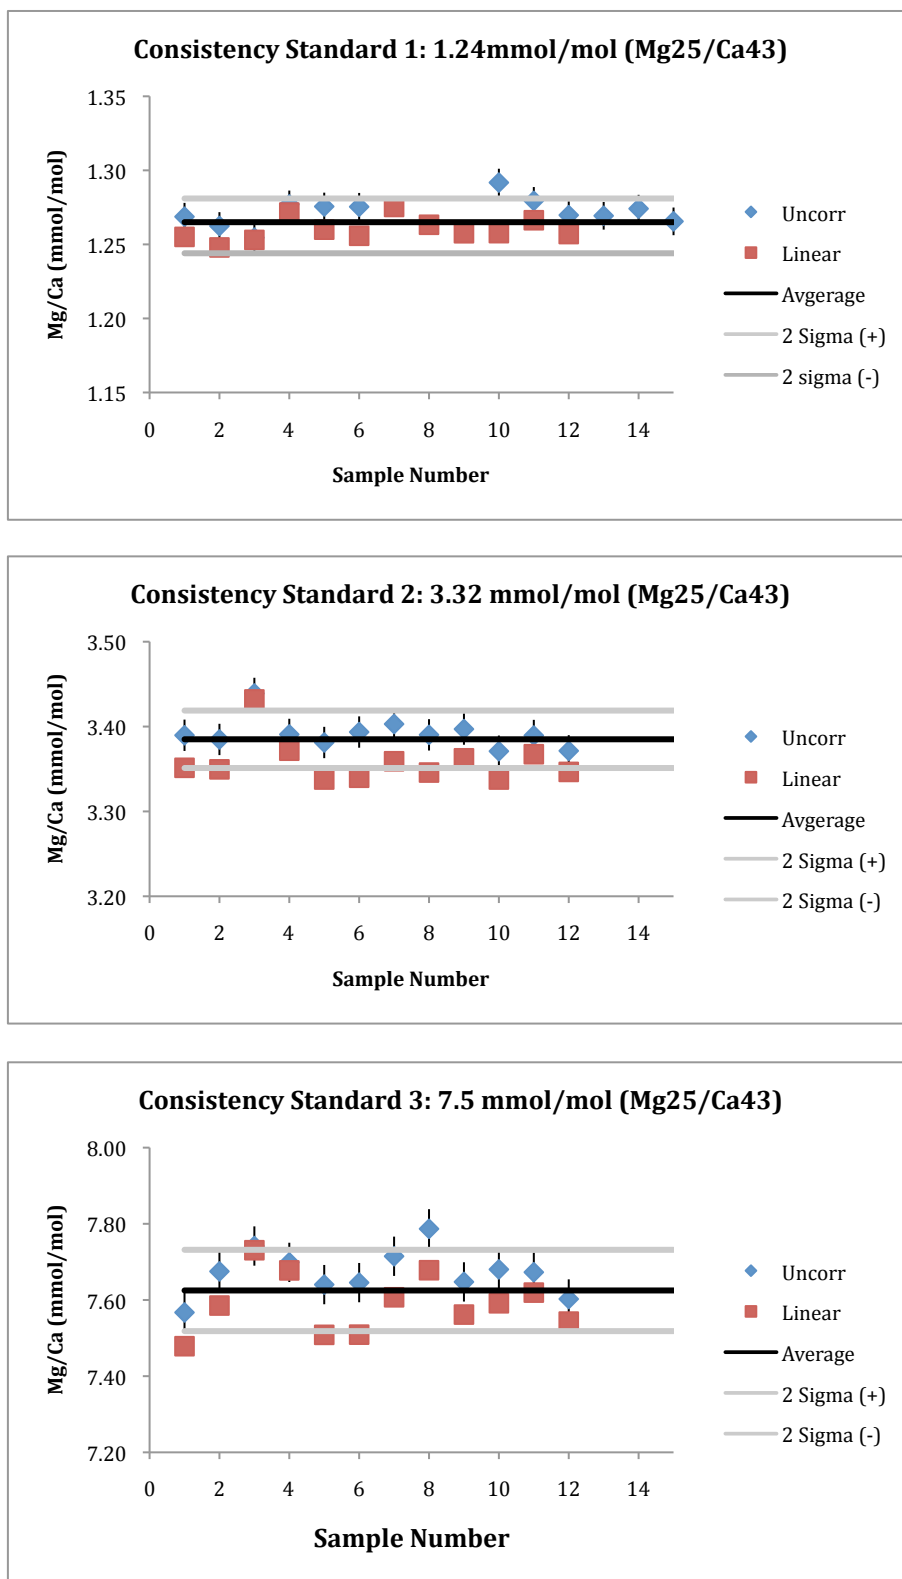 Consistency Standard 1: 1.24mmol/mol (Mg25/Ca43)
Mg/Ca (mmol/mol)
1.35
1.30
1.25
1.20
1.15
0 2 4 6 8 10 12 14
Sample Number
Uncorr
Linear
Avgerage
2 Sigma (+)
2 sigma (-)
Consistency Standard 2: 3.32 mmol/mol (Mg25/Ca43)
Mg/Ca (mmol/mol)
3.50
3.40
3.30
3.20
0 2 4 6 8 10 12 14
Sample Number
Uncorr
Linear
Avgerage
2 Sigma (+)
2 Sigma (-)
Consistency Standard 3: 7.5 mmol/mol (Mg25/Ca43)
Mg/Ca (mmol/mol)
8.00
7.80
7.60
7.40
7.20
0 2 4 6 8 10 12 14
Sample Number
Uncorr
Linear
Average
2 Sigma (+)
2 Sigma (-)